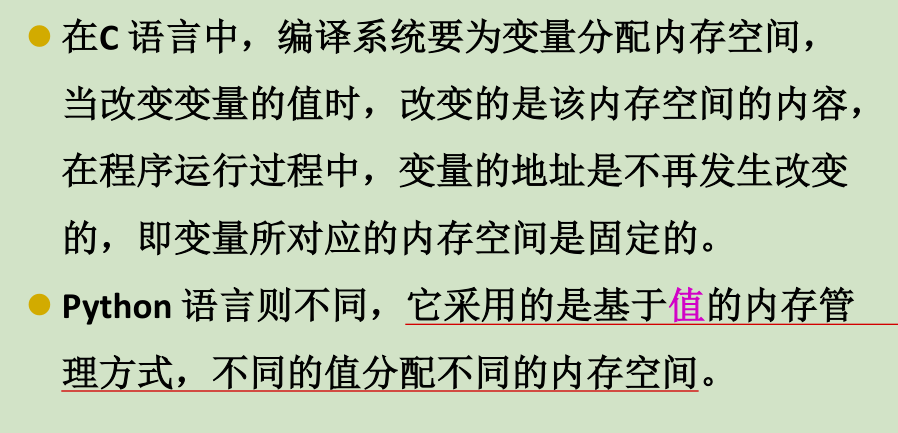 ● 在C 语言中，编译系统要为变量分配内存空间，
当改变变量的值时，改变的是该内存空间的内容，
在程序运行过程中，变量的地址是不再发生改变
的，即变量所对应的内存空间是固定的。
● Python 语言则不同，它采用的是基于值的内存管
理方式，不同的值分配不同的内存空间。